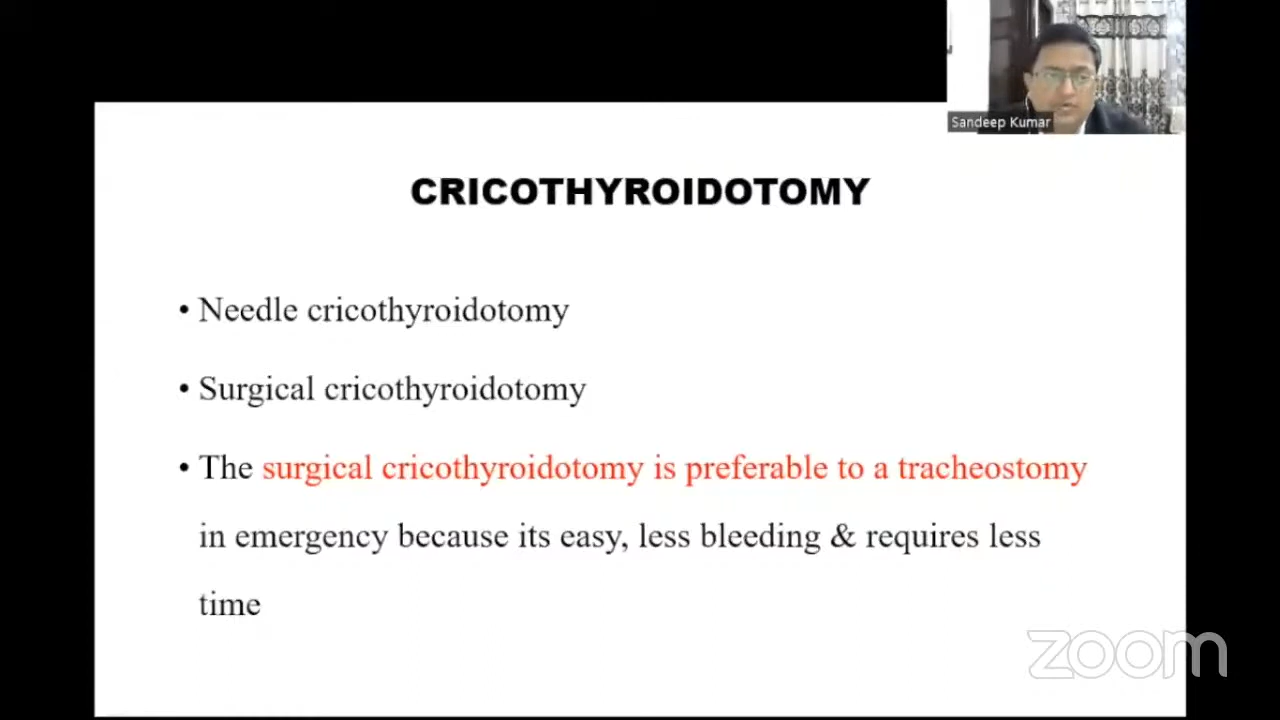 Sandeep Kumar
CRICOTHYROIDOTOMY
• Needle cricothyroidotomy
• Surgical cricothyroidotomy
• The surgical cricothyroidotomy is preferable to a tracheostomy
in emergency because its easy, less bleeding & requires less
time
zoom